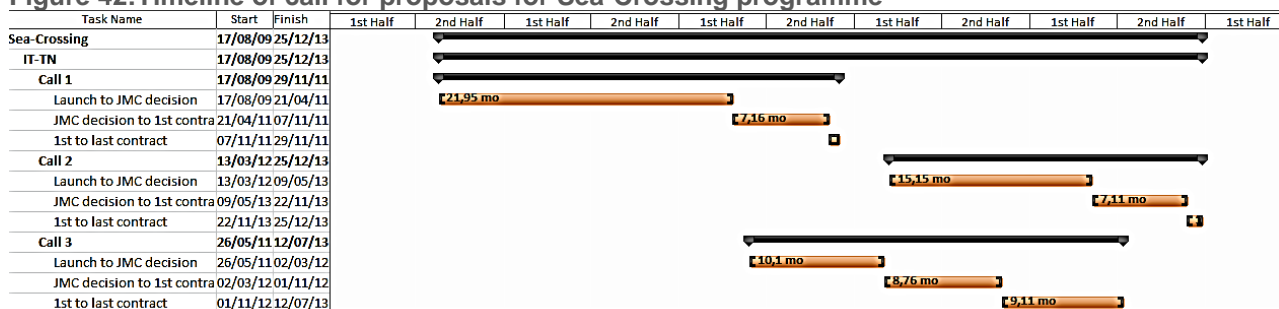 Figure 42. Timeline of call for proposals for Sea-Crossing programme
Task Name Start Finish 1st Half 2nd Half 1st Half 2nd Half 1st Half 2nd Half 1st Half 2nd Half 1st Half 2nd Half 1st Half
Sea-Crossing 17/08/09 25/12/13
IT-TN 17/08/09 25/12/13
Call 1 17/08/09 29/11/11
Launch to JMC decision 17/08/09 21/04/11 21,95 mo
JMC decision to 1st contra 21/04/11 07/11/11 7,16 mo
1st to last contract 07/11/11 29/11/11
Call 2 13/03/12 25/12/13
Launch to JMC decision 13/03/12 09/05/13 15,15 mo
JMC decision to 1st contra 09/05/13 22/11/13 7,11 mo
1st to last contract 22/11/13 25/12/13
Call 3 26/05/11 12/07/13
Launch to JMC decision 26/05/11 02/03/12 10,1 mo
JMC decision to 1st contra 02/03/12 01/11/12 8,76 mo
1st to last contract 01/11/12 12/07/13 9,11 mo